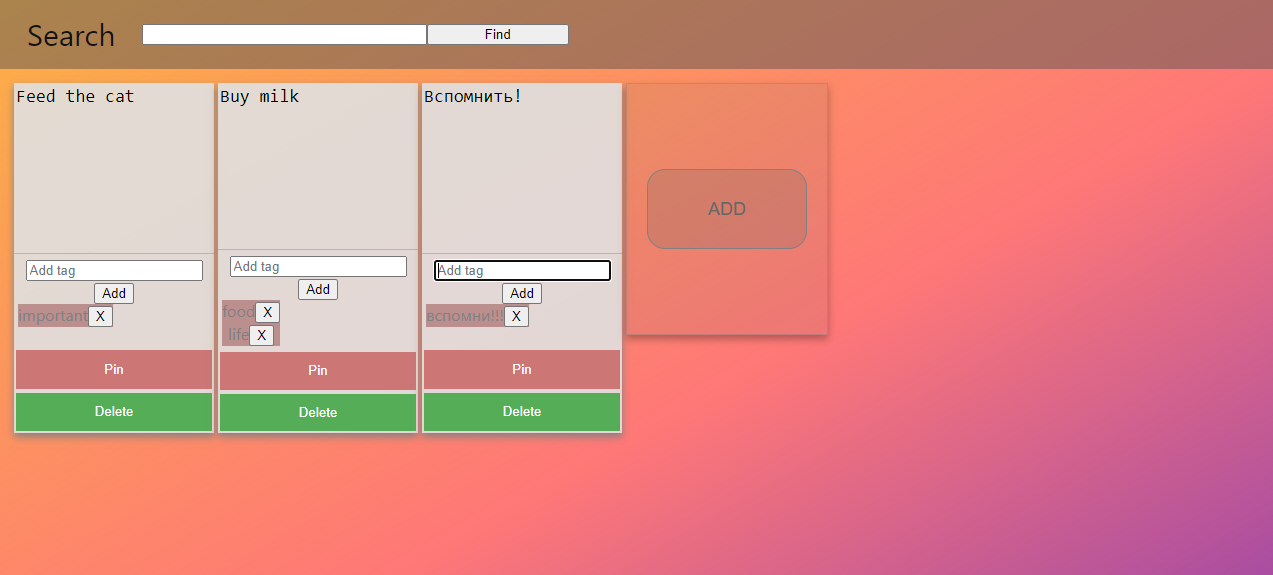 Search
Find
Feed the cat
Add tag
Add
important X
Pin
Delete
Buy milk
Add tag
Add
food X
life X
Pin
Delete
Вспомнить!
Add tag
Add
вспомни!!! X
Pin
Delete
ADD